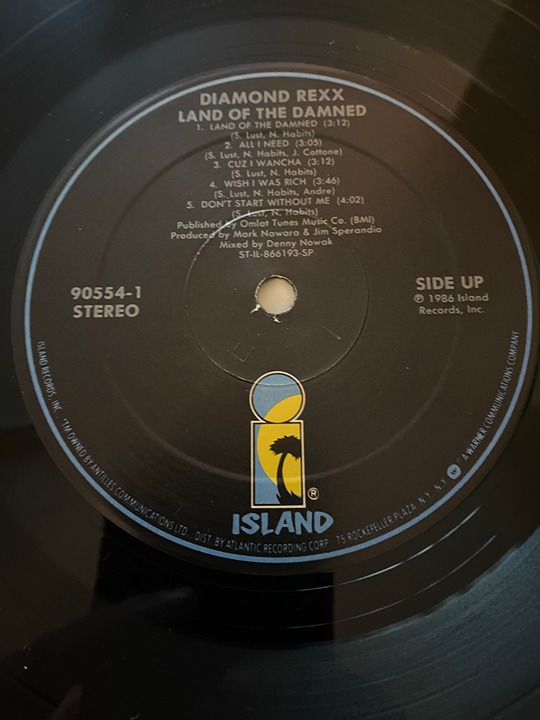 DIAMOND REXX
LAND OF THE DAMNED
1. LAND OF THE DAMNED (3:12)
(S. Lust, N. Habits)
2. ALL I NEED (3:05)
(S. Lust, N. Habits, J. Cottone)
3. CUZ I WANCHA (3:12)
(S. Lust, N. Habits)
4. WISH I WAS RICH (3:46)
(S. Lust, N. Habits, Andre)
5. DON'T START WITHOUT ME (4:02)
(S. Lust, N. Habits)
Published by Omlat Tunes Music Co. (BMI)
Produced by Mark Nawara & Jim Sperandio
Mixed by Denny Nowak
ST-IL-866193-SP
90554-1
STEREO
SIDE UP
℗ 1986 Island
Records, Inc.
®
ISLAND
ISLAND RECORDS, INC. *TM OWNED BY ANTILLES COMMUNICATIONS LTD. DIST. BY ATLANTIC RECORDING CORP. 75 ROCKEFELLER PLAZA, N.Y., N.Y. A WARNER COMMUNICATIONS COMPANY